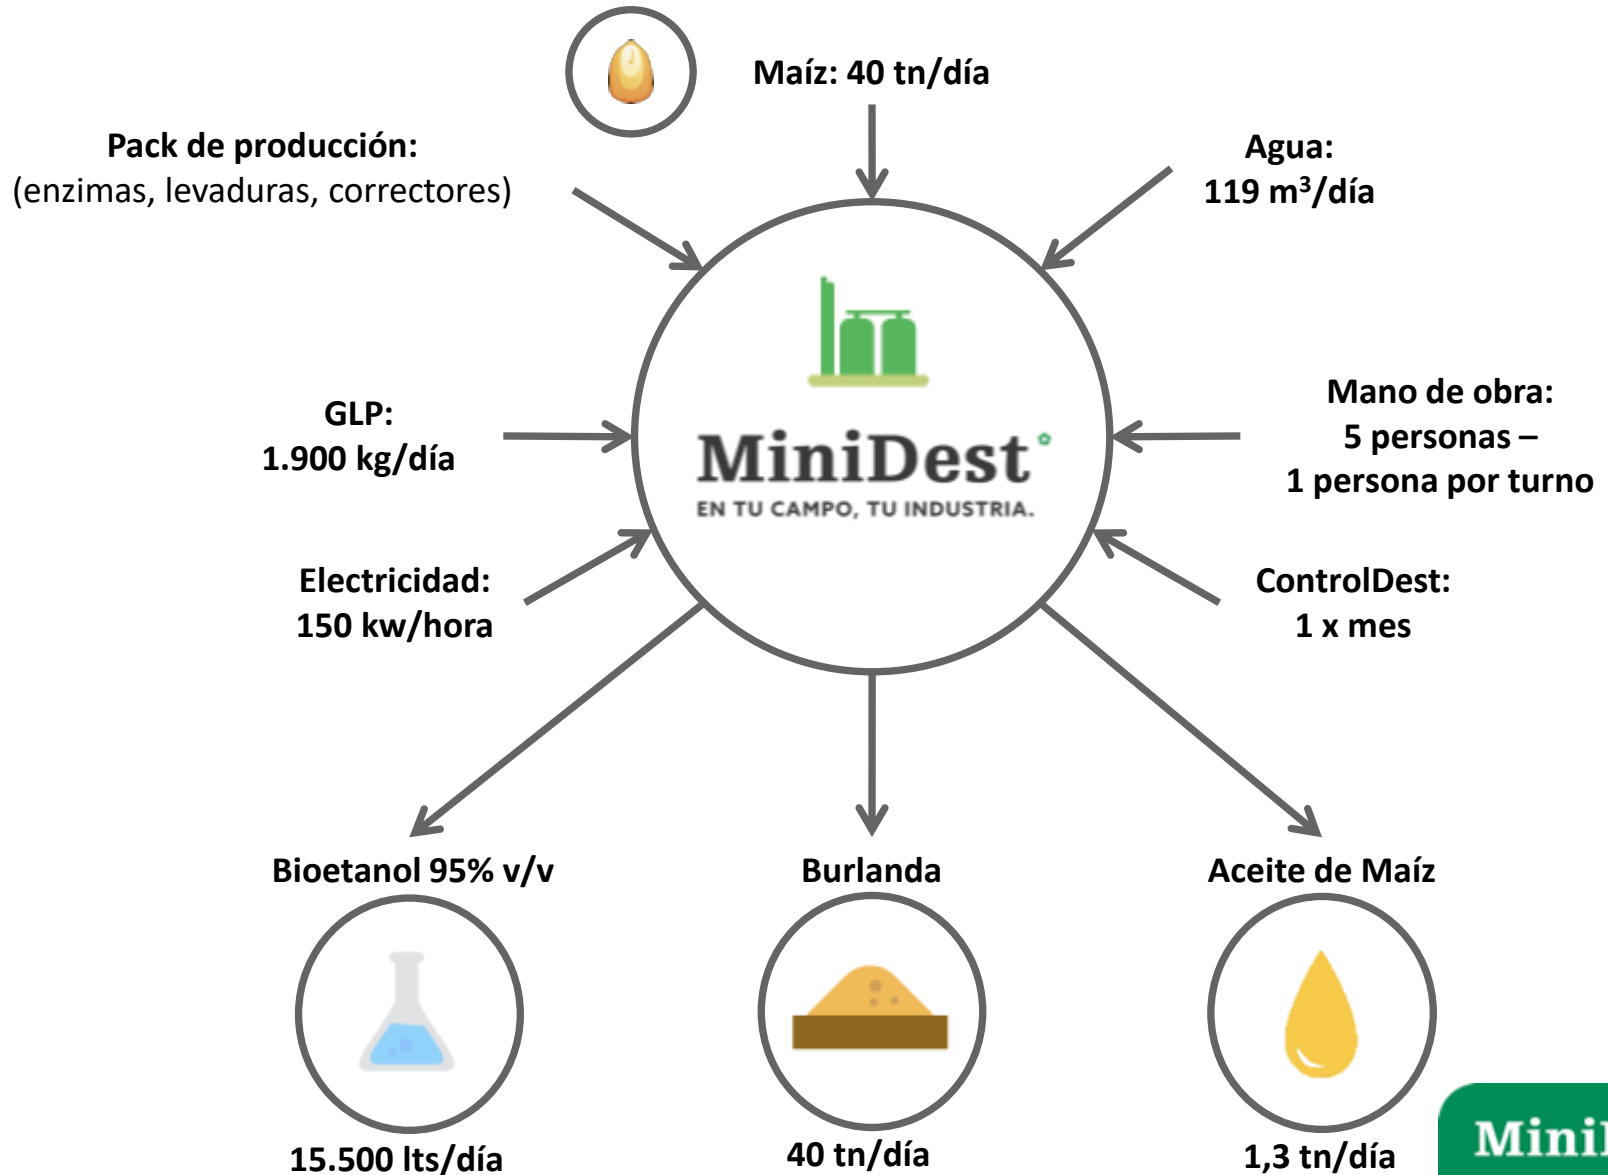 Maíz: 40 tn/día
Pack de producción:
(enzimas, levaduras, correctores)
Agua:
119 m³/día
GLP:
1.900 kg/día
MiniDest
EN TU CAMPO, TU INDUSTRIA.
Mano de obra:
5 personas –
1 persona por turno
Electricidad:
150 kw/hora
ControlDest:
1 x mes
Bioetanol 95% v/v
Burlanda
Aceite de Maíz
15.500 lts/día
40 tn/día
1,3 tn/día